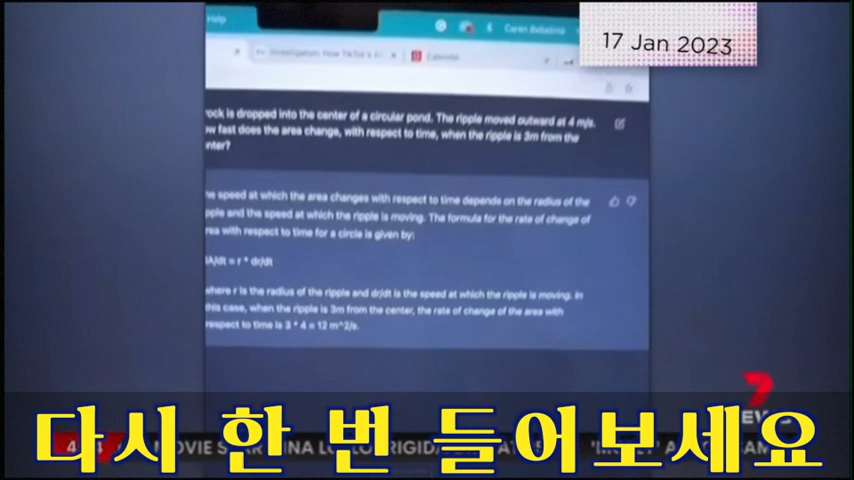 Help
Caren Bebelma
Investigation: How TikTok's A
Calendar
17 Jan 2023
rock is dropped into the center of a circular pond. The ripple moved outward at 4 m/s.
ow fast does the area change, with respect to time, when the ripple is 3m from the
nter?
he speed at which the area changes with respect to time depends on the radius of the
pple and the speed at which the ripple is moving. The formula for the rate of change of
rea with respect to time for a circle is given by:
dA/dt = r * dr/dt
where r is the radius of the ripple and dr/dt is the speed at which the ripple is moving. In
this case, when the ripple is 3m from the center, the rate of change of the area with
respect to time is 3 * 4 = 12 m^2/s.
7
NEWS
다시 한 번 들어보세요
MOVIE